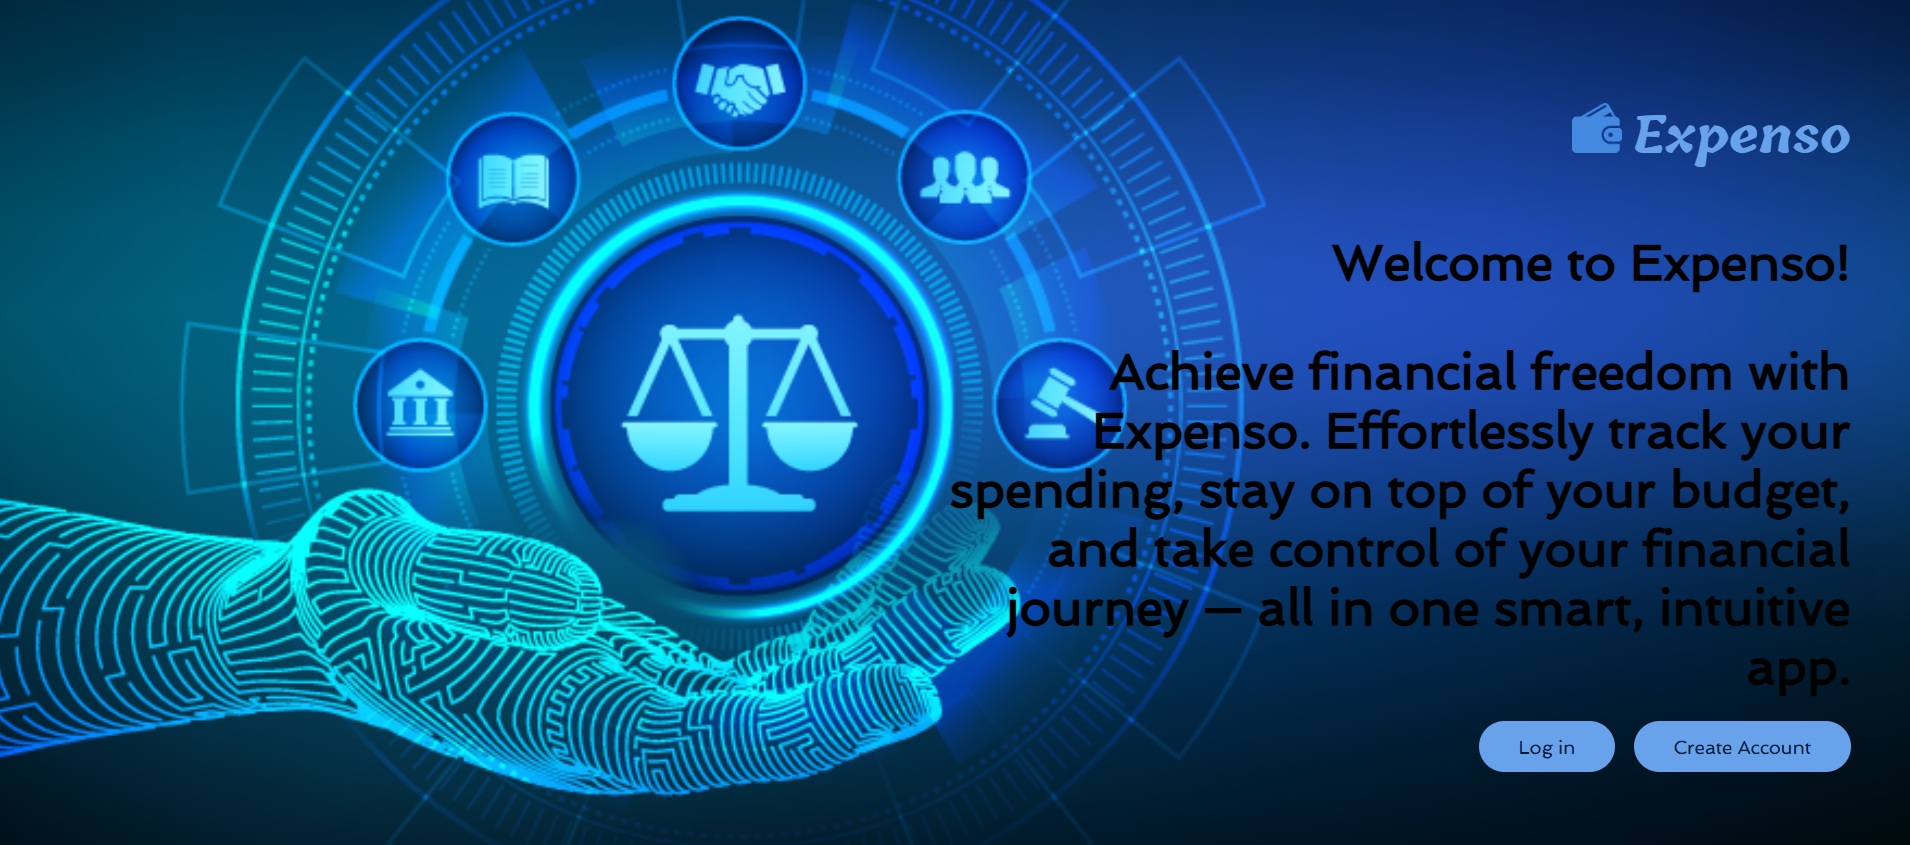 Expenso
Welcome to Expenso!
Achieve financial freedom with
Expenso. Effortlessly track your
spending, stay on top of your budget,
and take control of your financial
journey — all in one smart, intuitive
app.
Log in
Create Account